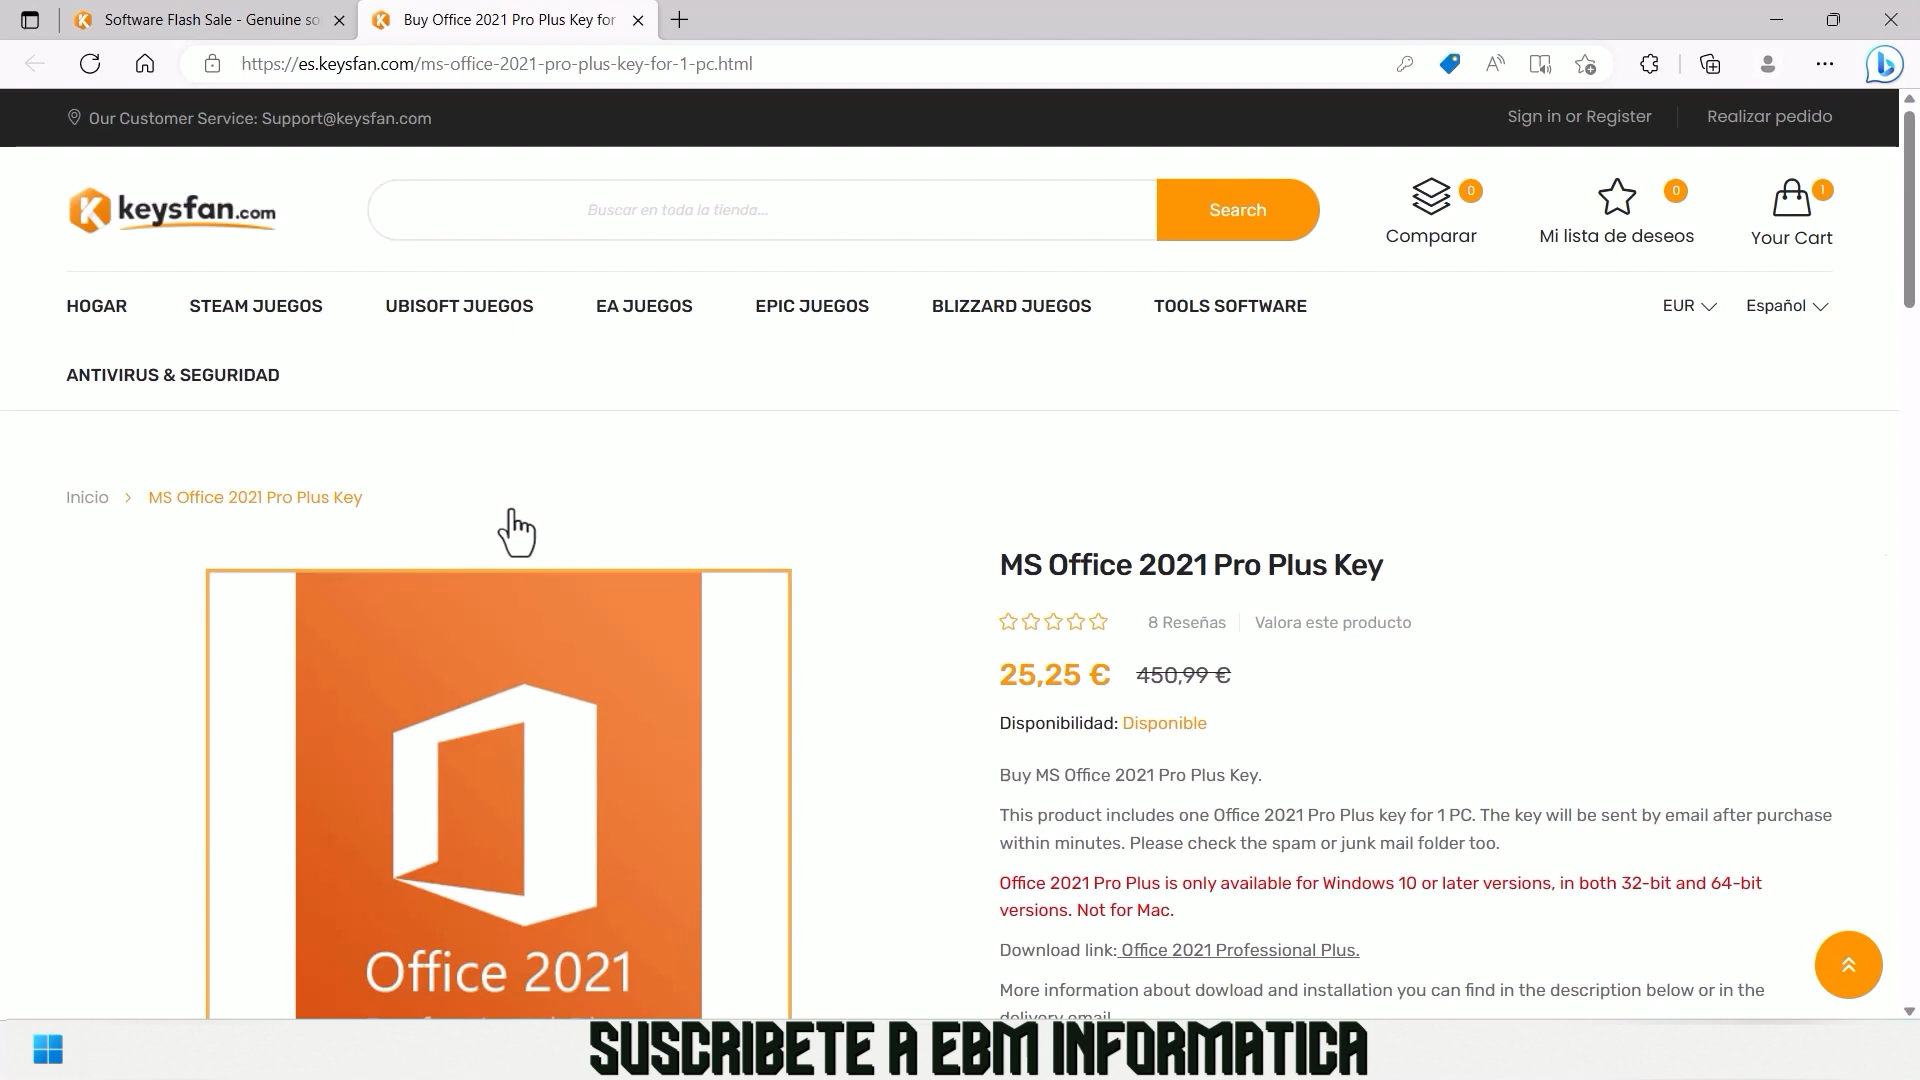 Software Flash Sale - Genuine so
Buy Office 2021 Pro Plus Key for
https://es.keysfan.com/ms-office-2021-pro-plus-key-for-1-pc.html
Our Customer Service: Support@keysfan.com
Sign in or Register
Realizar pedido
keysfan.com
Buscar en toda la tienda...
Search
0
Comparar
0
Mi lista de deseos
1
Your Cart
HOGAR
STEAM JUEGOS
UBISOFT JUEGOS
EA JUEGOS
EPIC JUEGOS
BLIZZARD JUEGOS
TOOLS SOFTWARE
EUR
Español
ANTIVIRUS & SEGURIDAD
Inicio > MS Office 2021 Pro Plus Key
Office 2021
MS Office 2021 Pro Plus Key
8 Reseñas
Valora este producto
25,25 € 450,99 €
Disponibilidad: Disponible
Buy MS Office 2021 Pro Plus Key.
This product includes one Office 2021 Pro Plus key for 1 PC. The key will be sent by email after purchase
within minutes. Please check the spam or junk mail folder too.
Office 2021 Pro Plus is only available for Windows 10 or later versions, in both 32-bit and 64-bit
versions. Not for Mac.
Download link: Office 2021 Professional Plus.
More information about dowload and installation you can find in the description below or in the
delivery email
SUSCRIBETE A EBM INFORMATICA